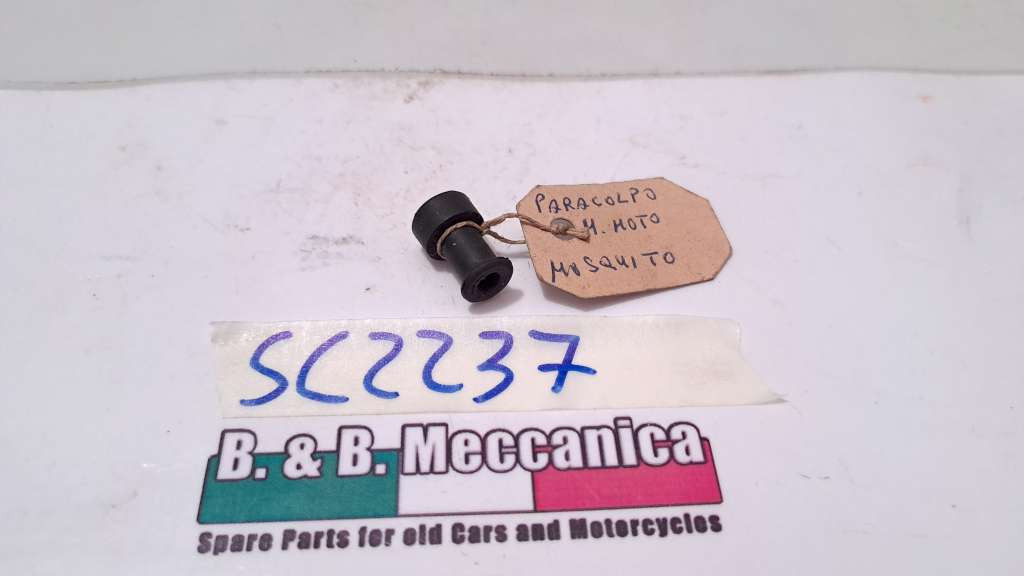 PARACOLPO
M. MOTO
MOSQUITO
SC2237
B. & B. Meccanica
Spare Parts for old Cars and Motorcycles